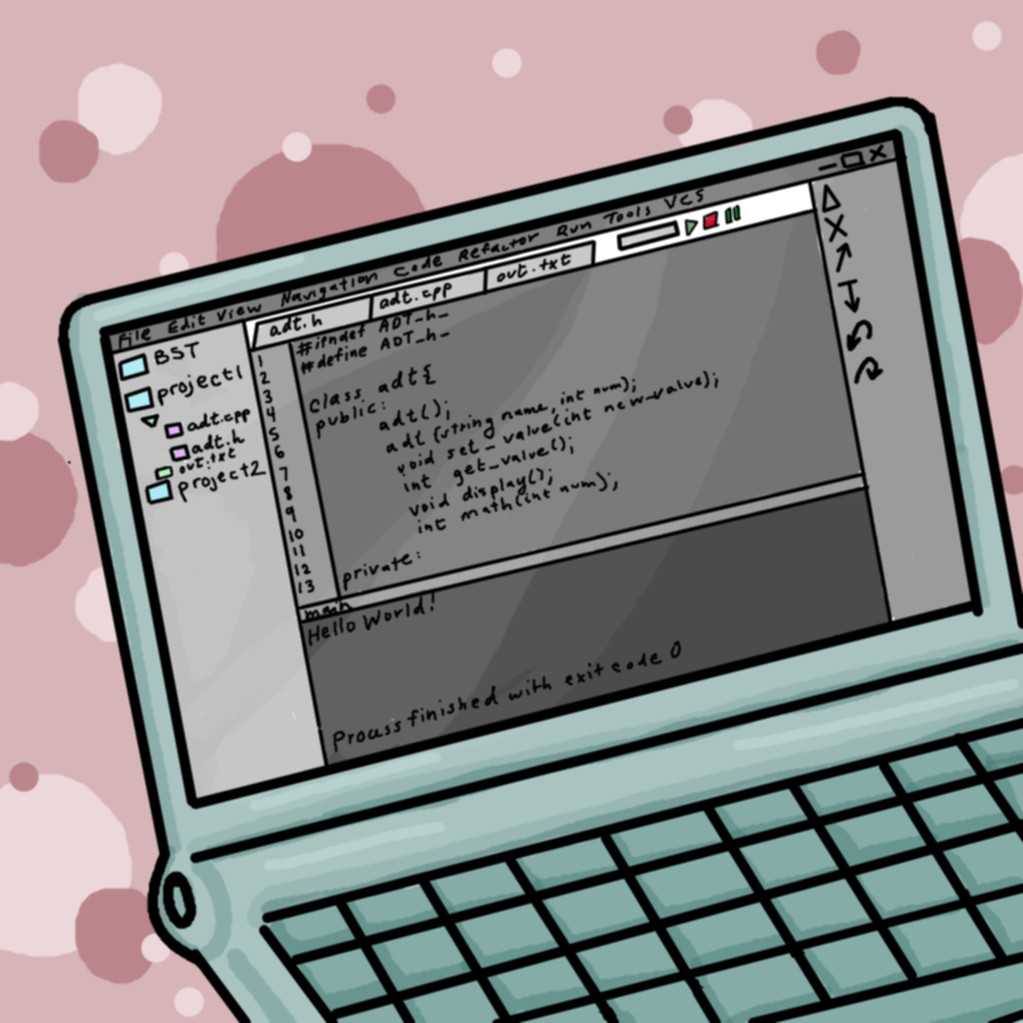 File Edit View Navigation Code Refactor Run Tools VCS
BST
project1
adt.cpp
adt.h
out.txt
project2
adt.h
adt.cpp
out.txt
1
2
3
4
5
6
7
8
9
10
11
12
13
#ifndef ADT_h_
#define ADT_h_
class adt{
public:
adt();
adt(string name, int num);
void set_value(int new_value);
int get_value();
void display();
int math(int num);
private:
main
Hello World!
Process finished with exit code 0